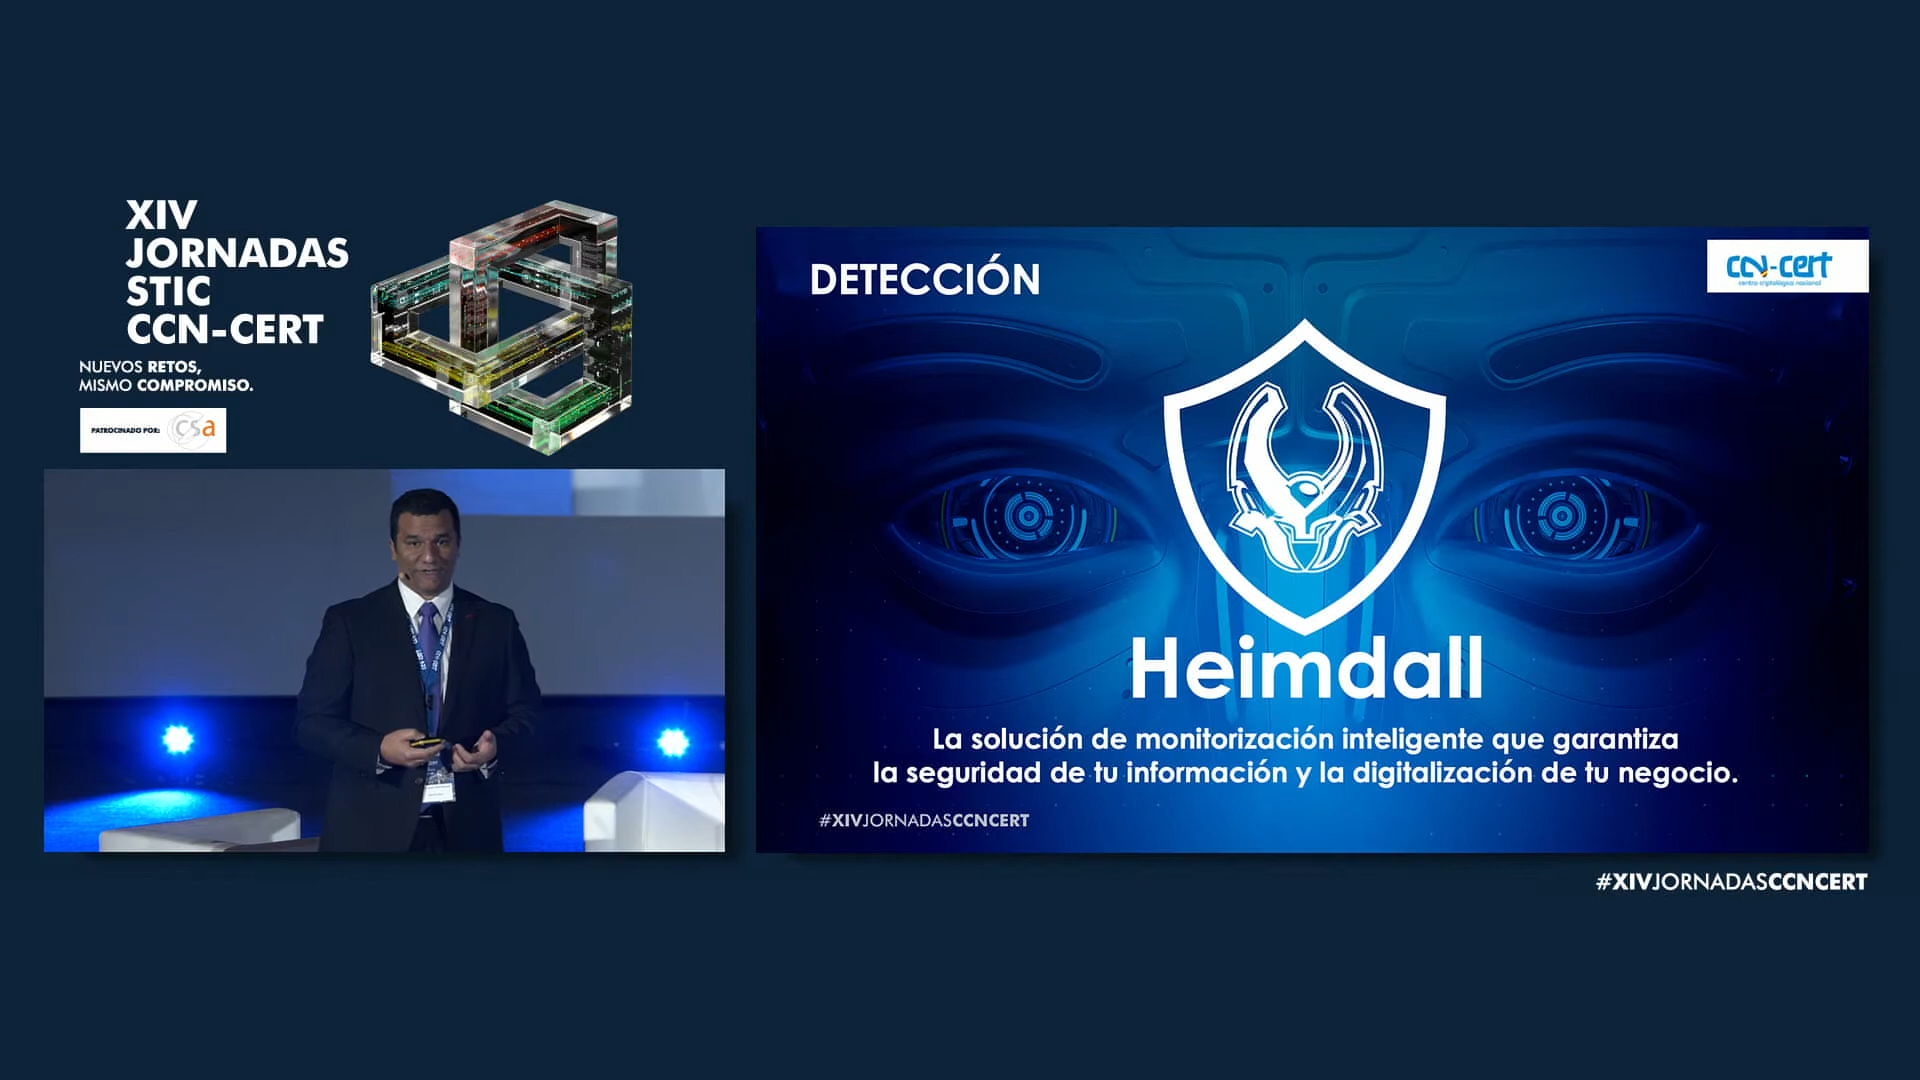 XIV
JORNADAS
STIC
CCN-CERT
NUEVOS RETOS,
MISMO COMPROMISO.
PATROCINADO POR:
csa
DETECCIÓN
ccn-cert
centro criptológico nacional
Heimdall
La solución de monitorización inteligente que garantiza
la seguridad de tu información y la digitalización de tu negocio.
#XIVJORNADASCCNCERT
#XIVJORNADASCCNCERT